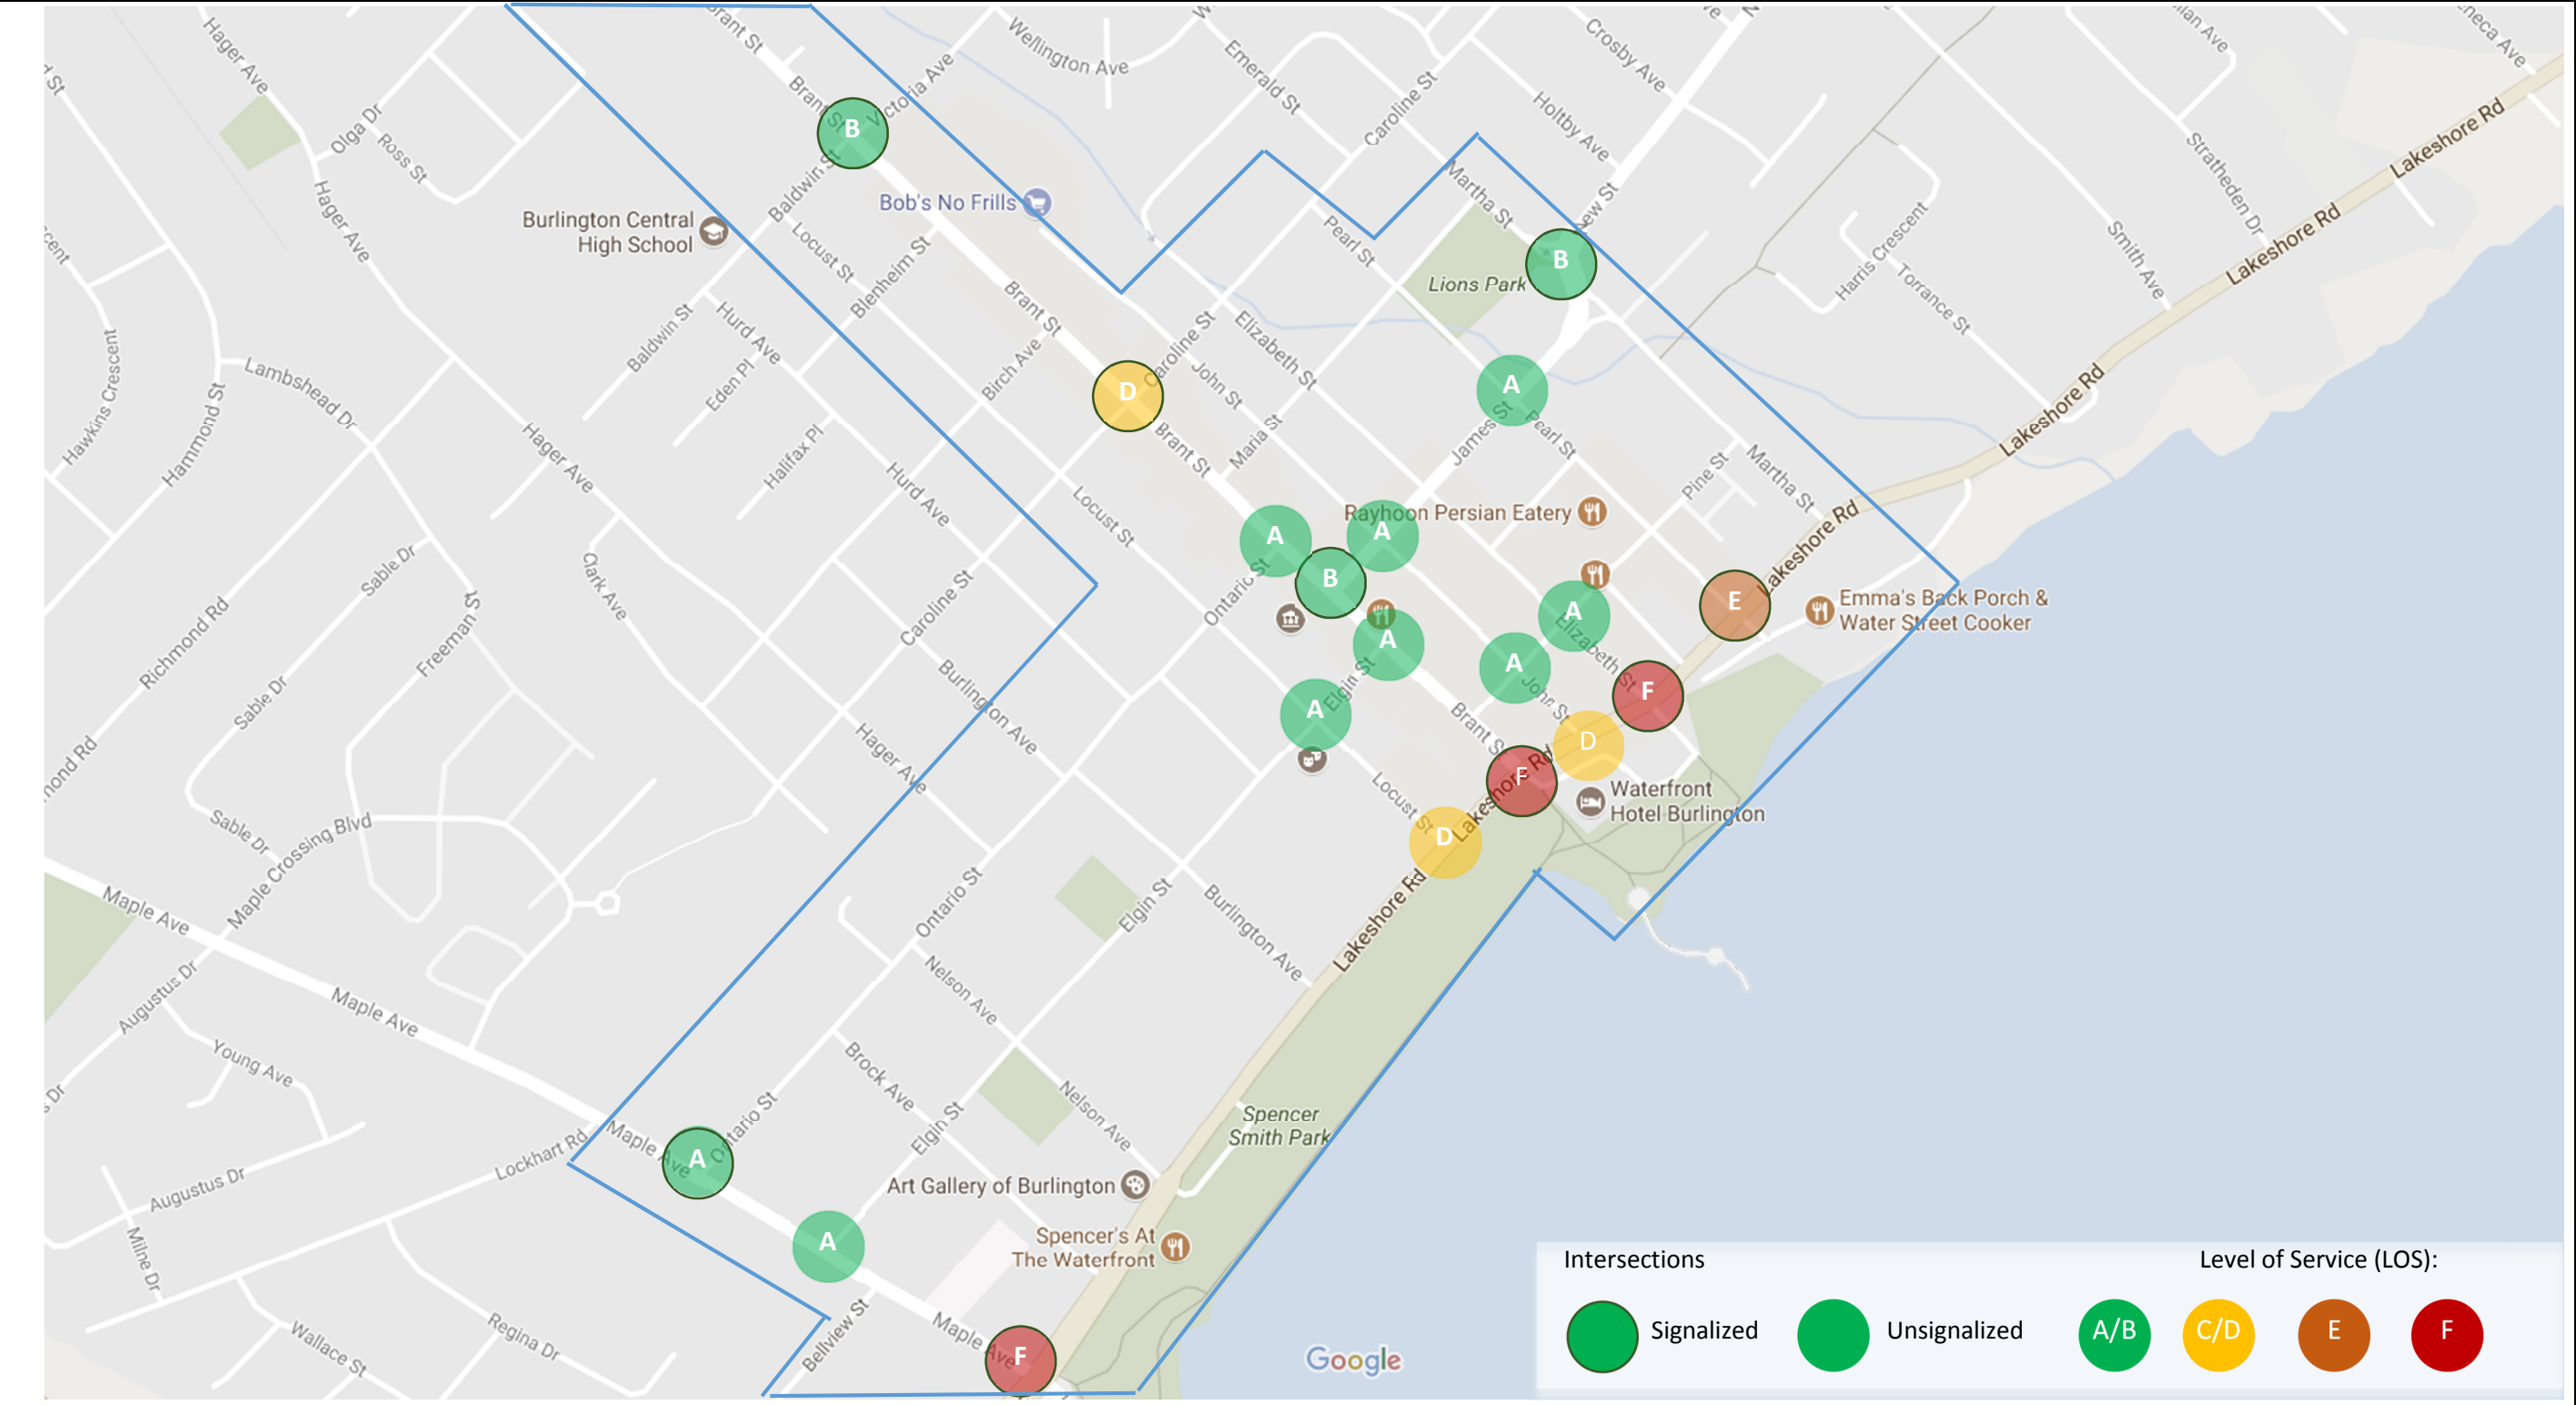 Hager Ave
Brant St
Wellington Ave
Emerald St
Crosby Ave
Olga Dr
Ross St
Brant St
Victoria Ave
B
Caroline St
Holtby Ave
Stratheden Dr
Lakeshore Rd
Hager Ave
Burlington Central
High School
Baldwin St
Bob's No Frills
Locust St
Blenheim St
Pearl St
Martha St
New St
B
Lions Park
Harris Crescent
Torrance St
Smith Ave
Lakeshore Rd
Hawkins Crescent
Hammond St
Lambshead Dr
Baldwin St
Hurd Ave
Eden Pl
Halifax Pl
Birch Ave
Brant St
D
Caroline St
John St
Elizabeth St
Maria St
Brant St
A
James St
Pearl St
Pine St
Martha St
Lakeshore Rd
Hager Ave
Hurd Ave
Locust St
Rayhoon Persian Eatery
A
A
B
Ontario St
A
Elgin St
A
A
Elizabeth St
A
John St
E
Lakeshore Rd
Emma's Back Porch &
Water Street Cooker
F
D
Brant St
F
Lakeshore Rd
Waterfront
Hotel Burlington
Locust St
D
Sable Dr
Clark Ave
Freeman St
Caroline St
Richmond Rd
Sable Dr
Burlington Ave
Hager Ave
Sable Dr
Maple Crossing Blvd
Maple Ave
Augustus Dr
Maple Ave
Young Ave
Ontario St
Elgin St
Burlington Ave
Lakeshore Rd
Nelson Ave
Brock Ave
Nelson Ave
Elgin St
Spencer
Smith Park
Lockhart Rd
Maple Ave
A
Ontario St
Augustus Dr
Milne Dr
A
Art Gallery of Burlington
Spencer's At
The Waterfront
Wallace St
Regina Dr
Bellview St
Maple Ave
F
Google
Intersections
Level of Service (LOS):
Signalized
Unsignalized
A/B
C/D
E
F